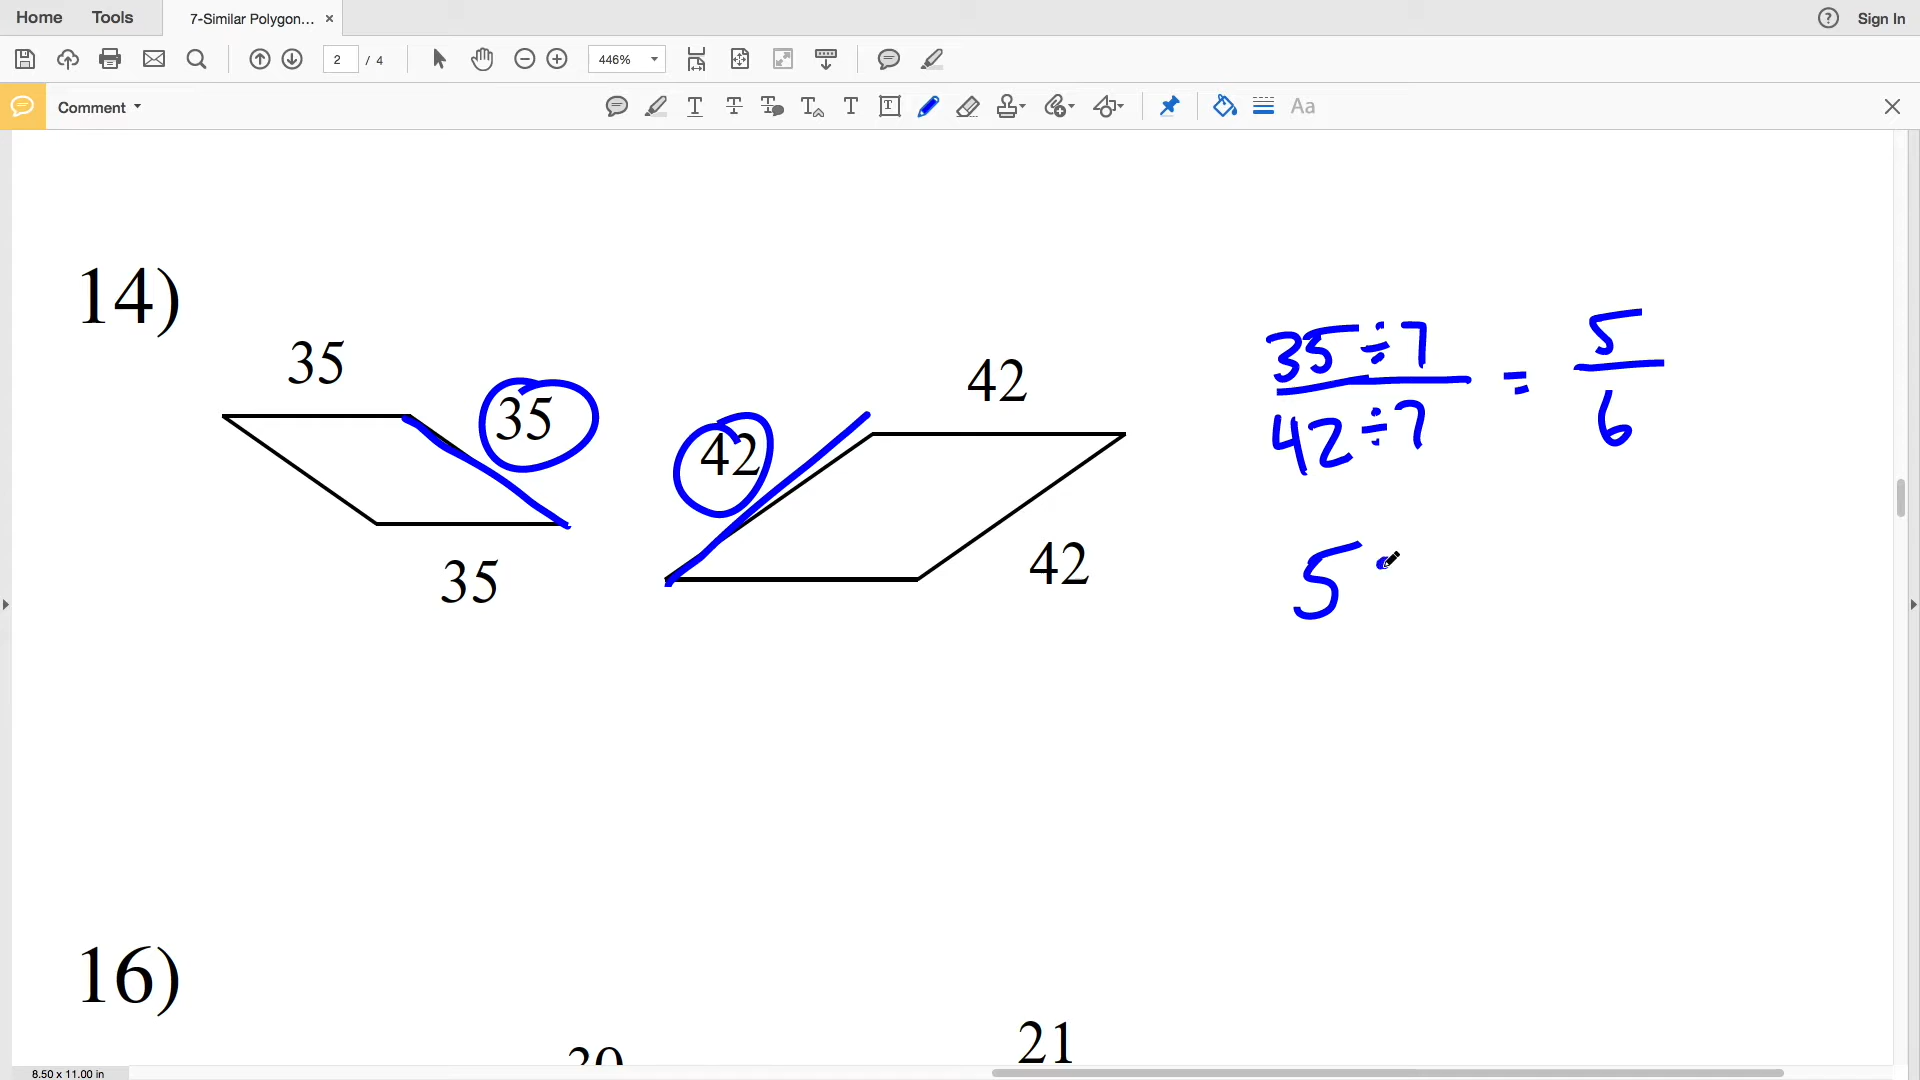 Home Tools 7-Similar Polygon... × ? Sign In
2 / 4 446%
Comment Aa
14)
35
35
35
42
42
42
35 ÷ 7
42 ÷ 7
=
5
6
5 •
16)
20
21
8.50 x 11.00 in